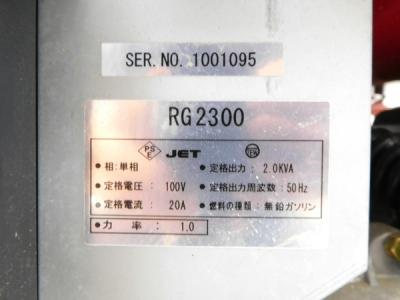 SER.NO. 1001095
RG2300
PS E JET
• 相:単相 • 定格出力 : 2.0KVA
• 定格電圧 : 100V • 定格出力周波数 : 50Hz
• 定格電流 : 20A • 燃料の種類 : 無鉛ガソリン
• 力 率 : 1.0